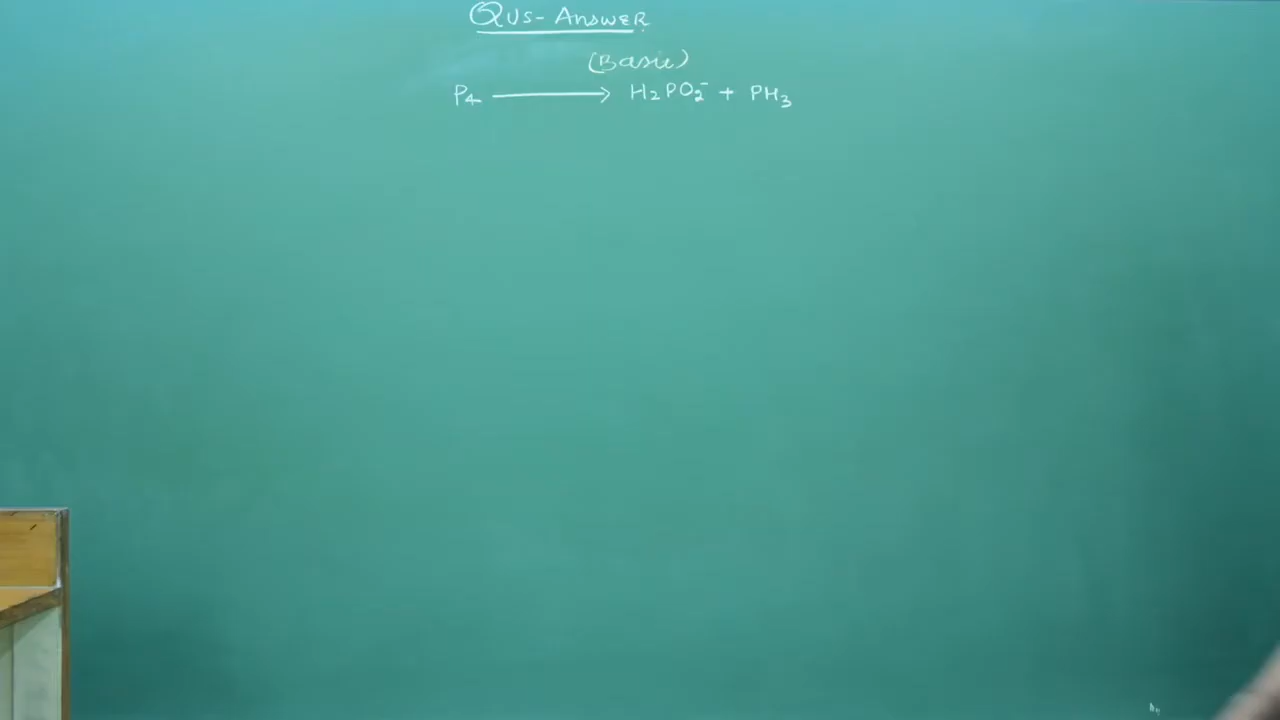 QUS- ANSWER
(Basic)
P₄ ⟶ H₂PO₂⁻ + PH₃